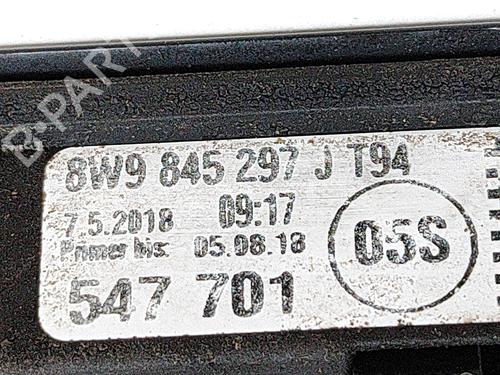 B-PARTS
8W9 845 297 J T94
7.5.2018 09:17
Primer bis: 05.08.18
547 701
05S